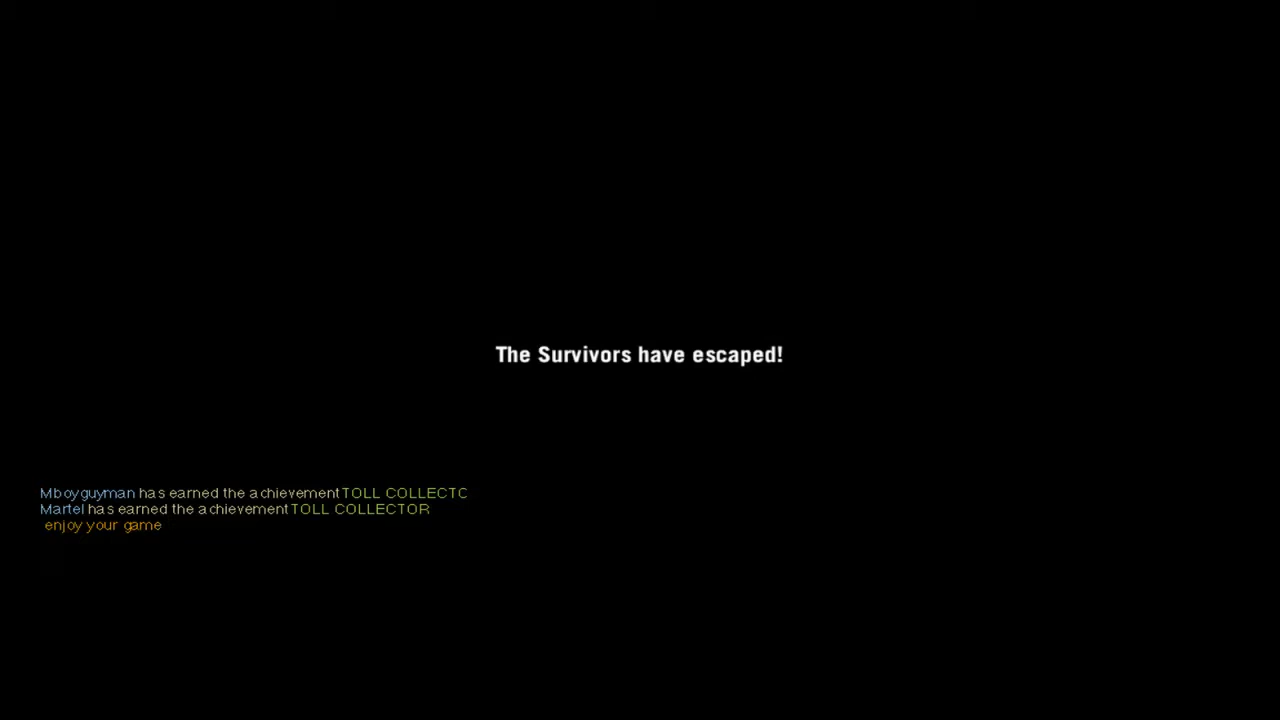 The Survivors have escaped!
Mboyguyman has earned the achievement TOLL COLLECTC
Martel has earned the achievement TOLL COLLECTOR
enjoy your game